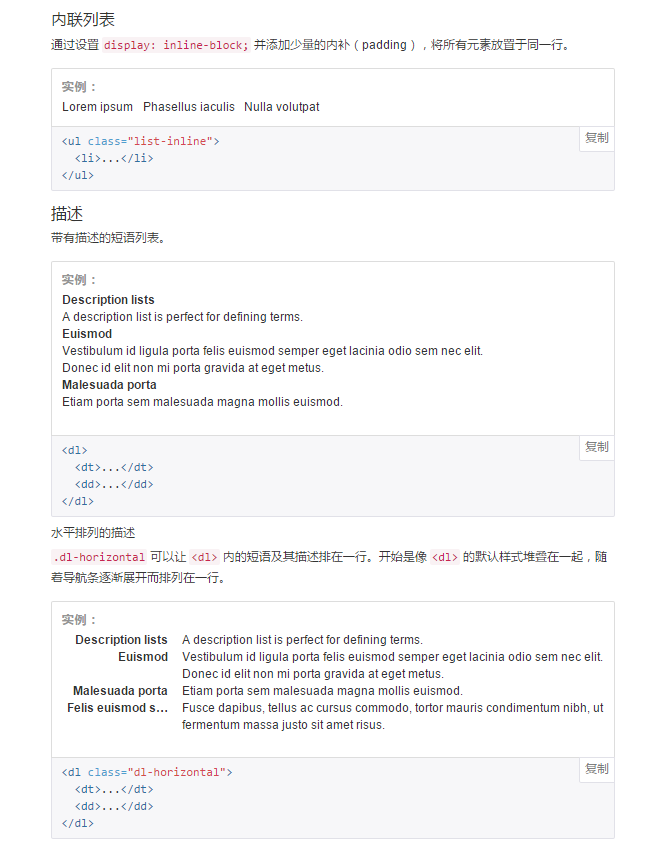 内联列表
通过设置 display: inline-block; 并添加少量的内补（padding），将所有元素放置于同一行。
实例：
Lorem ipsum Phasellus iaculis Nulla volutpat
复制
<ul class="list-inline">
  <li>...</li>
</ul>
描述
带有描述的短语列表。
实例：
Description lists
A description list is perfect for defining terms.
Euismod
Vestibulum id ligula porta felis euismod semper eget lacinia odio sem nec elit.
Donec id elit non mi porta gravida at eget metus.
Malesuada porta
Etiam porta sem malesuada magna mollis euismod.
复制
<dl>
  <dt>...</dt>
  <dd>...</dd>
</dl>
水平排列的描述
.dl-horizontal 可以让 <dl> 内的短语及其描述排在一行。开始是像 <dl> 的默认样式堆叠在一起，随
着导航条逐渐展开而排列在一行。
实例：
Description lists A description list is perfect for defining terms.
Euismod Vestibulum id ligula porta felis euismod semper eget lacinia odio sem nec elit.
Donec id elit non mi porta gravida at eget metus.
Malesuada porta Etiam porta sem malesuada magna mollis euismod.
Felis euismod s... Fusce dapibus, tellus ac cursus commodo, tortor mauris condimentum nibh, ut
fermentum massa justo sit amet risus.
复制
<dl class="dl-horizontal">
  <dt>...</dt>
  <dd>...</dd>
</dl>